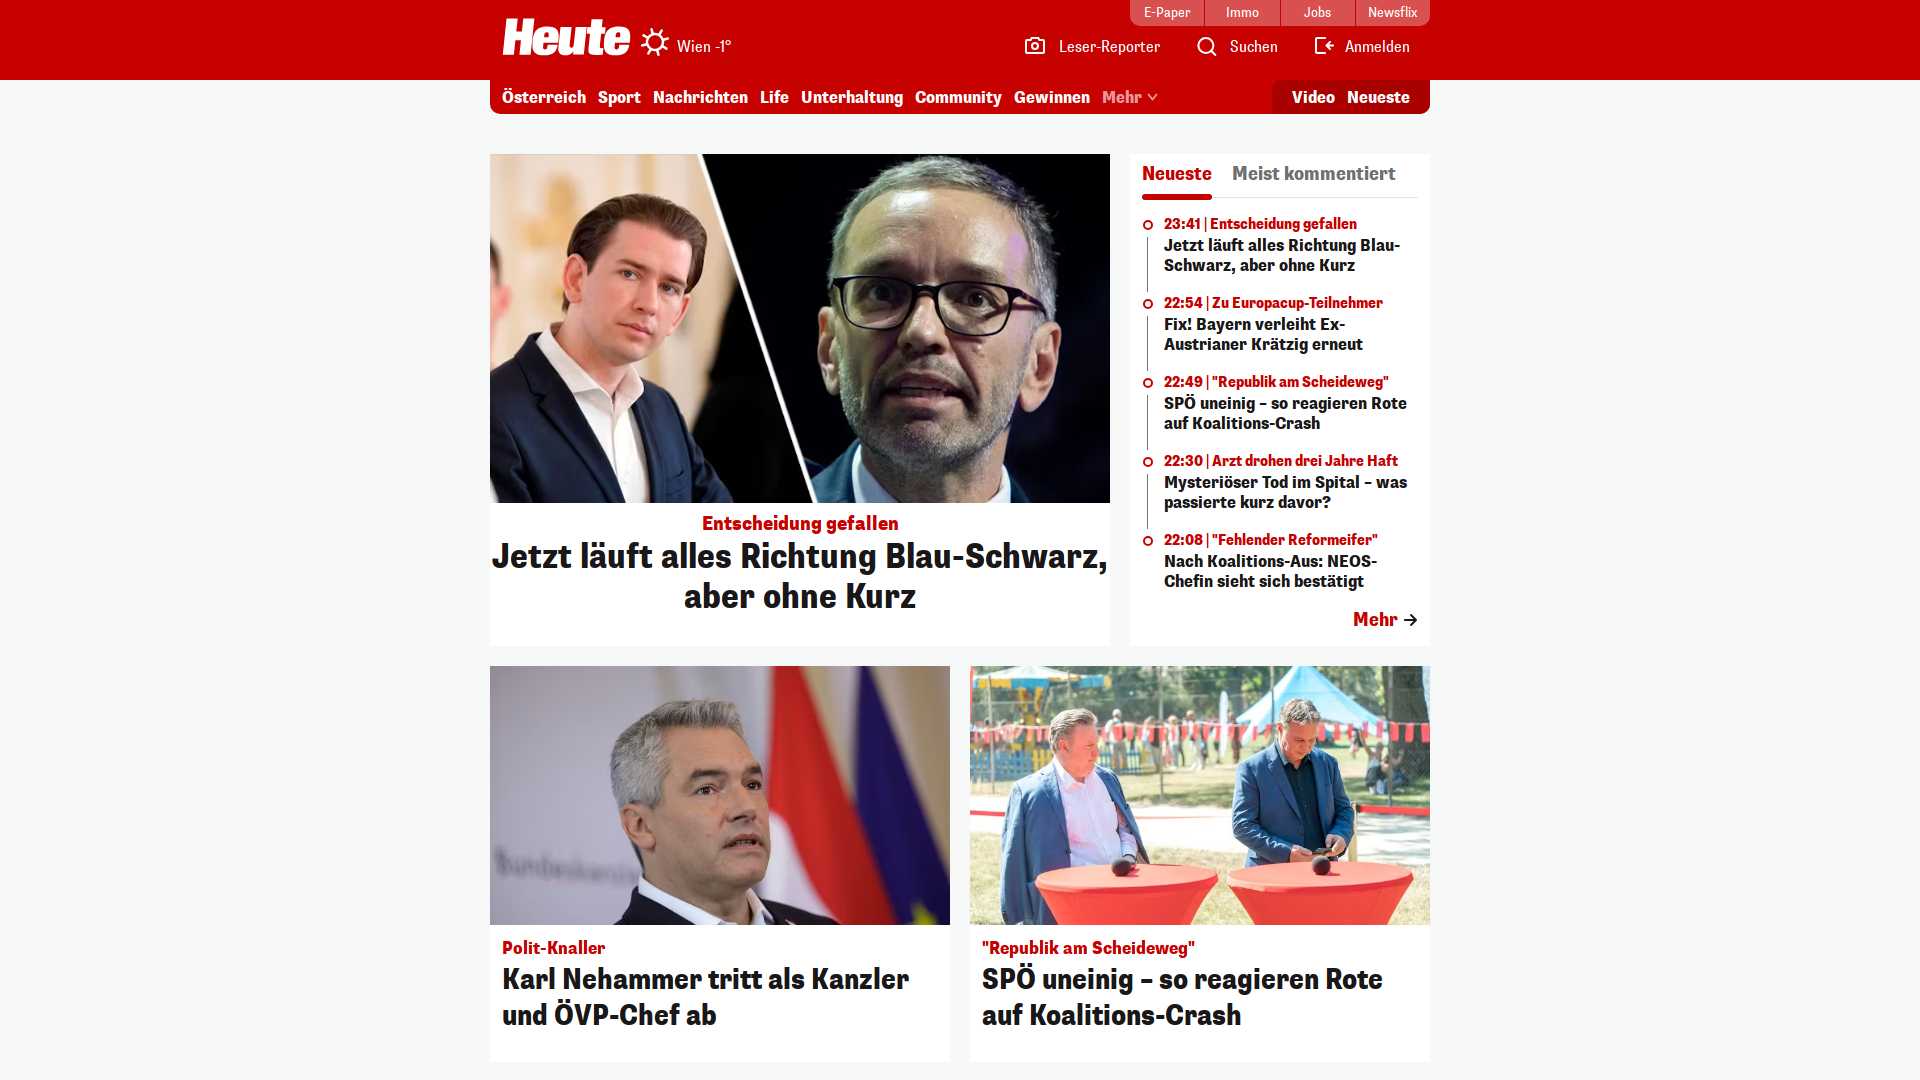 E-Paper
Immo
Jobs
Newsflix
Heute
Wien -1°
Leser-Reporter
Suchen
Anmelden
Österreich
Sport
Nachrichten
Life
Unterhaltung
Community
Gewinnen
Mehr
Video
Neueste
Entscheidung gefallen
Jetzt läuft alles Richtung Blau-Schwarz,
aber ohne Kurz
Neueste
Meist kommentiert
23:41 | Entscheidung gefallen
Jetzt läuft alles Richtung Blau-
Schwarz, aber ohne Kurz
22:54 | Zu Europacup-Teilnehmer
Fix! Bayern verleiht Ex-
Austrianer Krätzig erneut
22:49 | "Republik am Scheideweg"
SPÖ uneinig – so reagieren Rote
auf Koalitions-Crash
22:30 | Arzt drohen drei Jahre Haft
Mysteriöser Tod im Spital – was
passierte kurz davor?
22:08 | "Fehlender Reformeifer"
Nach Koalitions-Aus: NEOS-
Chefin sieht sich bestätigt
Mehr
Bundeskanzle
Polit-Knaller
Karl Nehammer tritt als Kanzler
und ÖVP-Chef ab
"Republik am Scheideweg"
SPÖ uneinig – so reagieren Rote
auf Koalitions-Crash